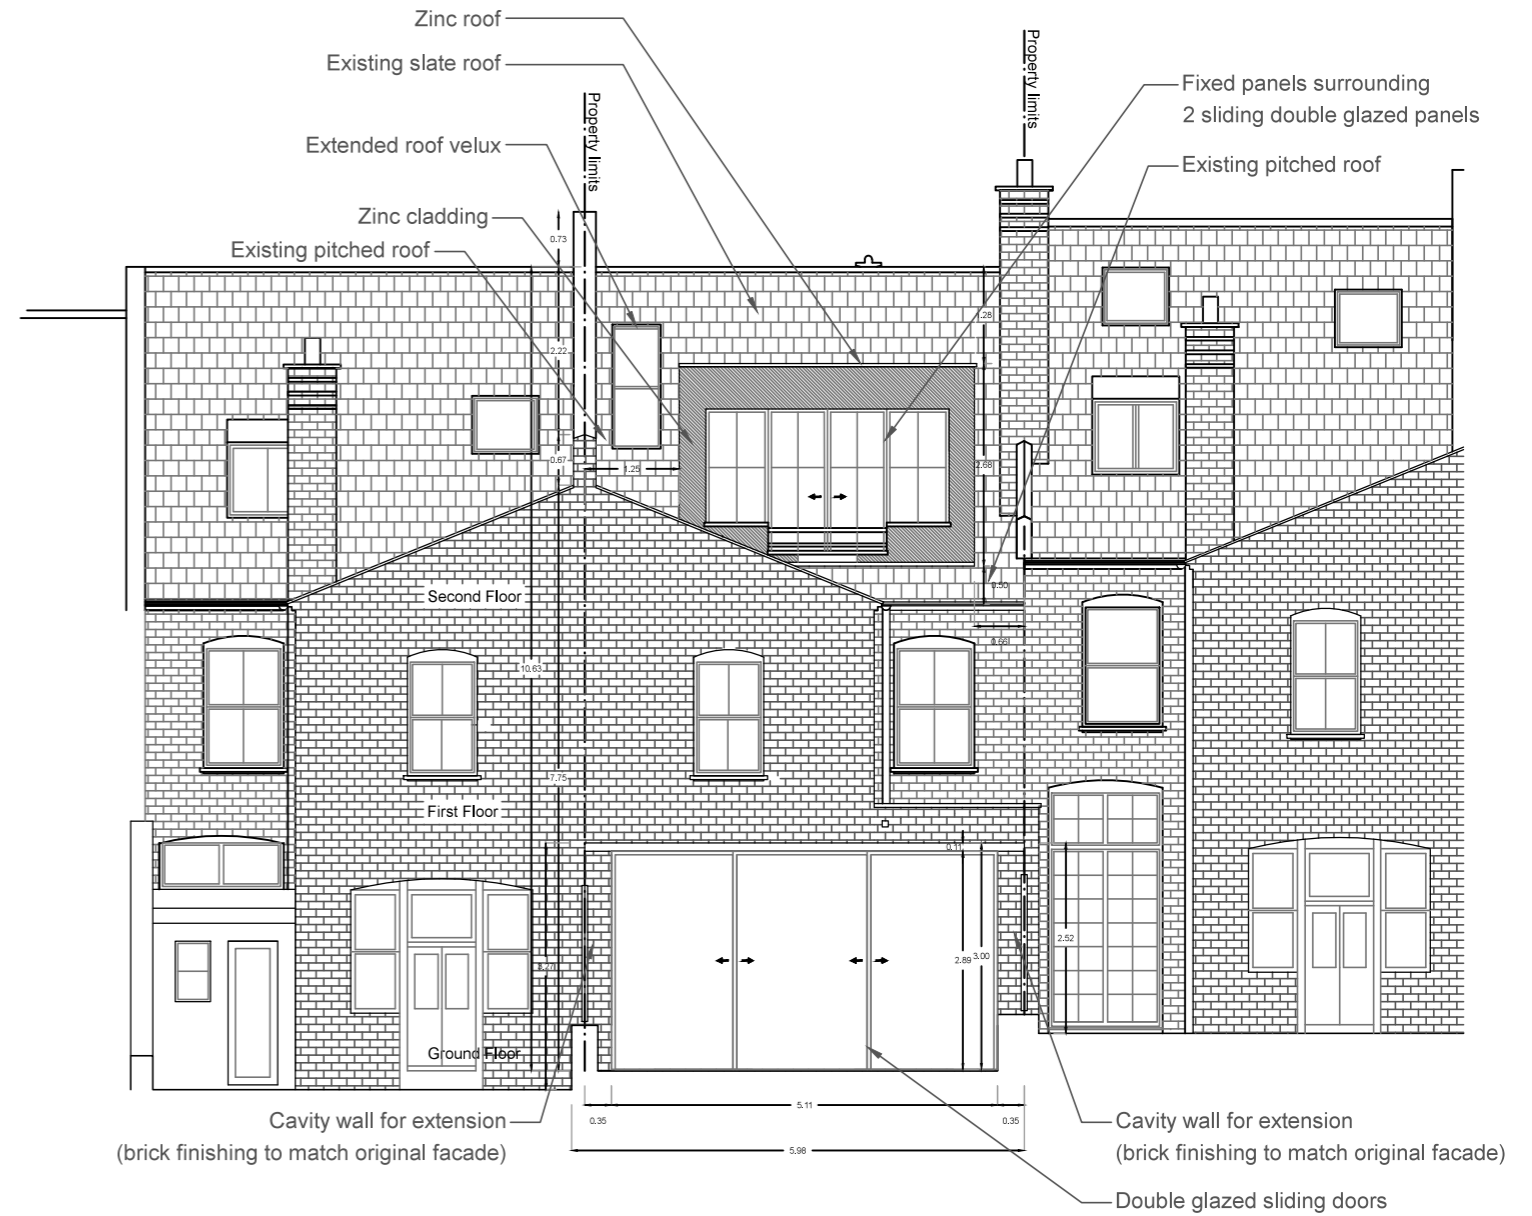 Zinc roof
Existing slate roof
Extended roof velux
Zinc cladding
Existing pitched roof
Property limits
Property limits
Fixed panels surrounding
2 sliding double glazed panels
Existing pitched roof
0.73
2.22
0.67
1.25
.28
2.68
0.50
0.66
Second Floor
10.63
7.75
First Floor
0.11
2.52
2.89
3.00
Ground Floor
5.11
0.35
0.35
5.98
Cavity wall for extension
(brick finishing to match original facade)
Cavity wall for extension
(brick finishing to match original facade)
Double glazed sliding doors